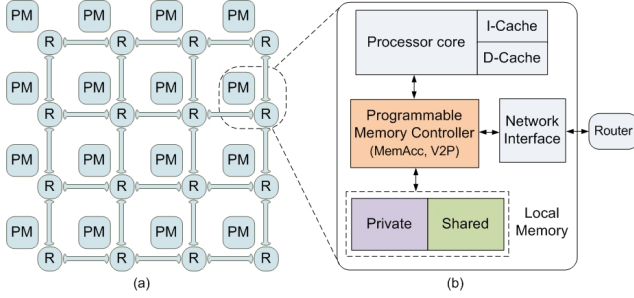 PM PM PM PM
R R R R
PM PM PM PM
R R R R
PM PM PM PM
R R R R
PM PM PM PM
R R R R
(a)
Processor core
I-Cache
D-Cache
Programmable
Memory Controller
(MemAcc, V2P)
Network
Interface
Router
Private
Shared
Local
Memory
(b)